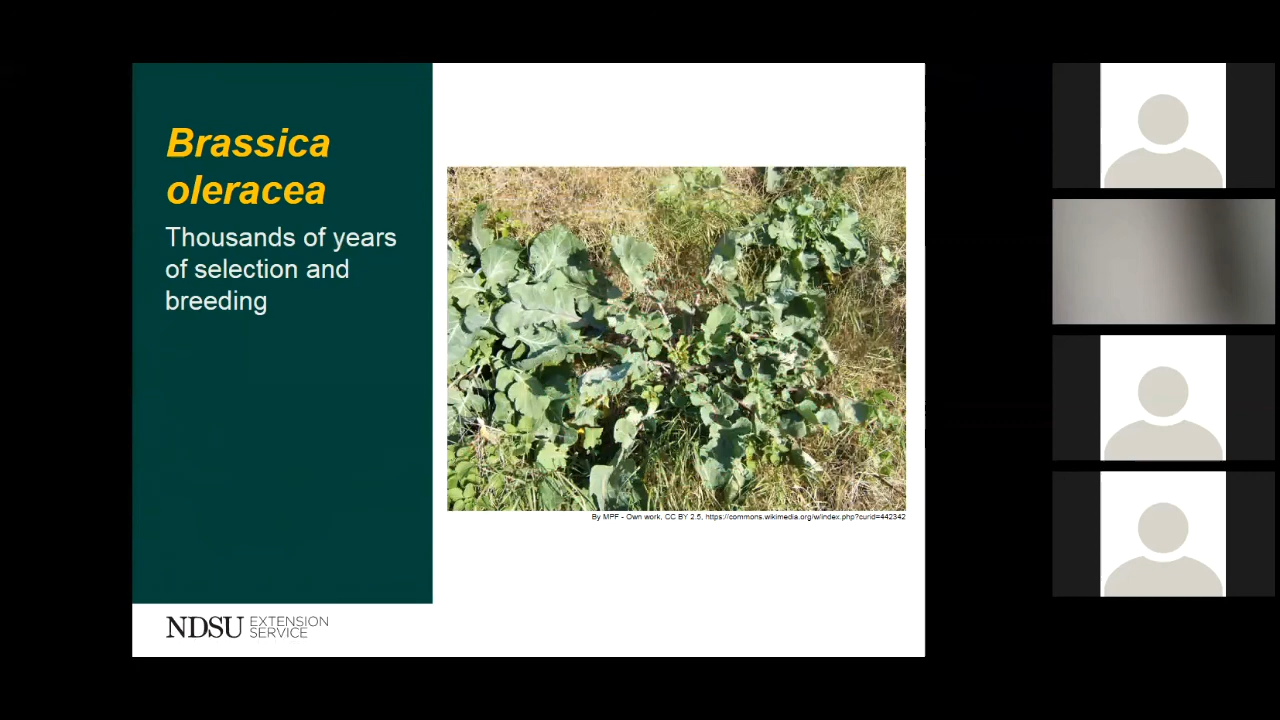 Brassica
oleracea
Thousands of years
of selection and
breeding
By MPF - Own work, CC BY 2.5, https://commons.wikimedia.org/w/index.php?curid=442342
NDSU EXTENSION
SERVICE